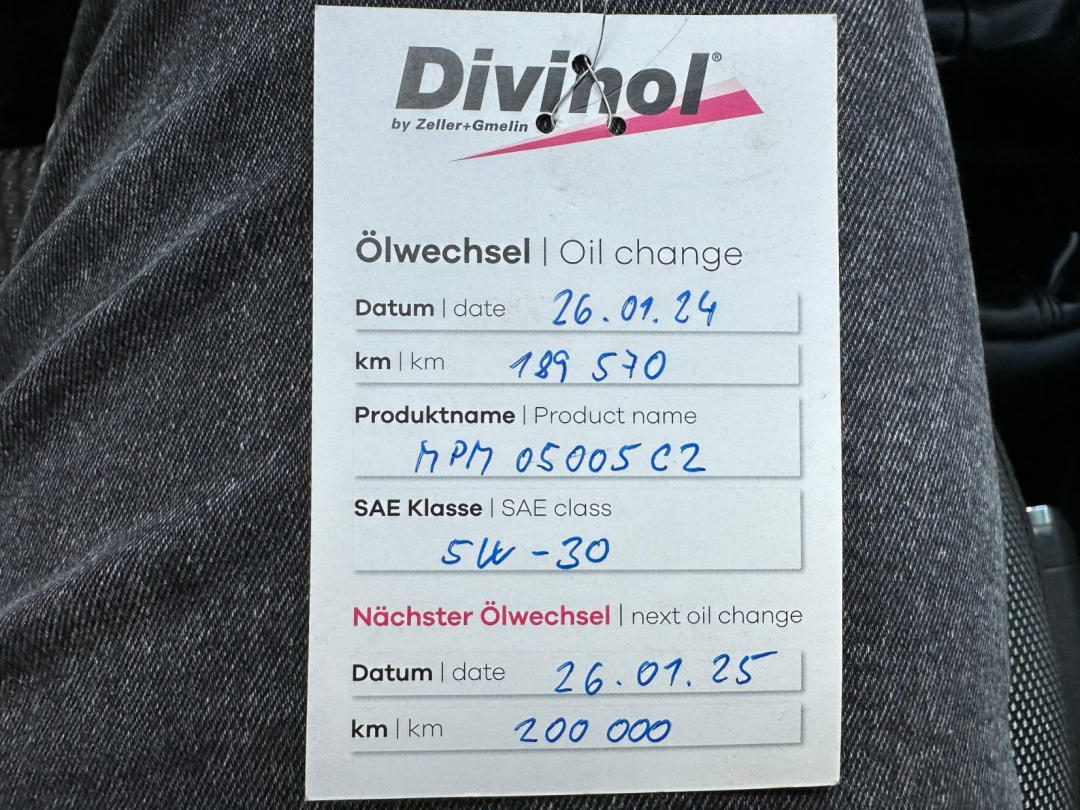 Divinol®
by Zeller+Gmelin
Ölwechsel | Oil change
Datum | date 26.01.24
km | km 189 570
Produktname | Product name
MPM 05005C2
SAE Klasse | SAE class
5W-30
Nächster Ölwechsel | next oil change
Datum | date 26.01.25
km | km 200 000